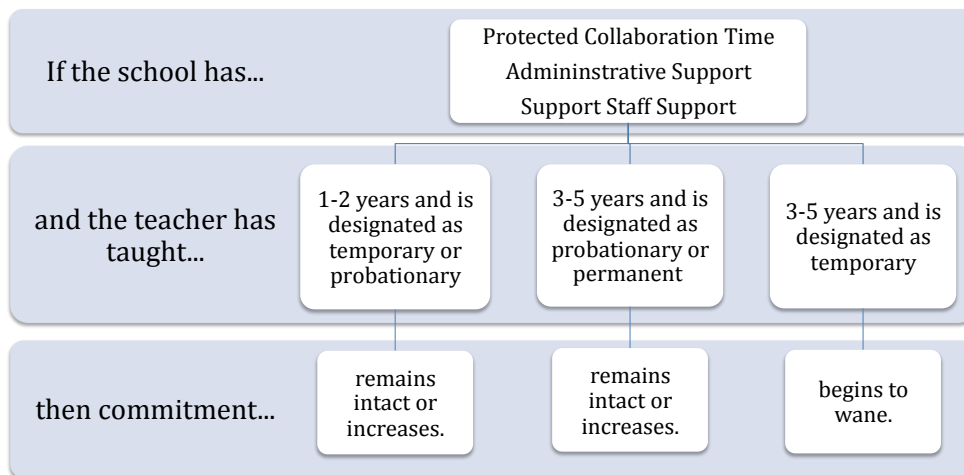 If the school has...
Protected Collaboration Time
Admininstrative Support
Support Staff Support
and the teacher has
taught...
1-2 years and is
designated as
temporary or
probationary
3-5 years and is
designated as
probationary or
permanent
3-5 years and is
designated as
temporary
then commitment...
remains
intact or
increases.
remains
intact or
increases.
begins to
wane.